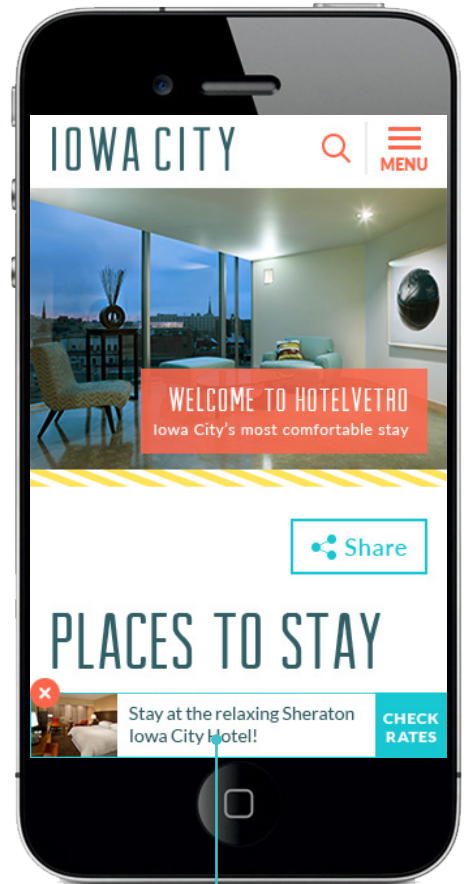 IOWA CITY
MENU
WELCOME TO HOTELVETRO
Iowa City's most comfortable stay
Share
PLACES TO STAY
Stay at the relaxing Sheraton
Iowa City Hotel!
CHECK
RATES